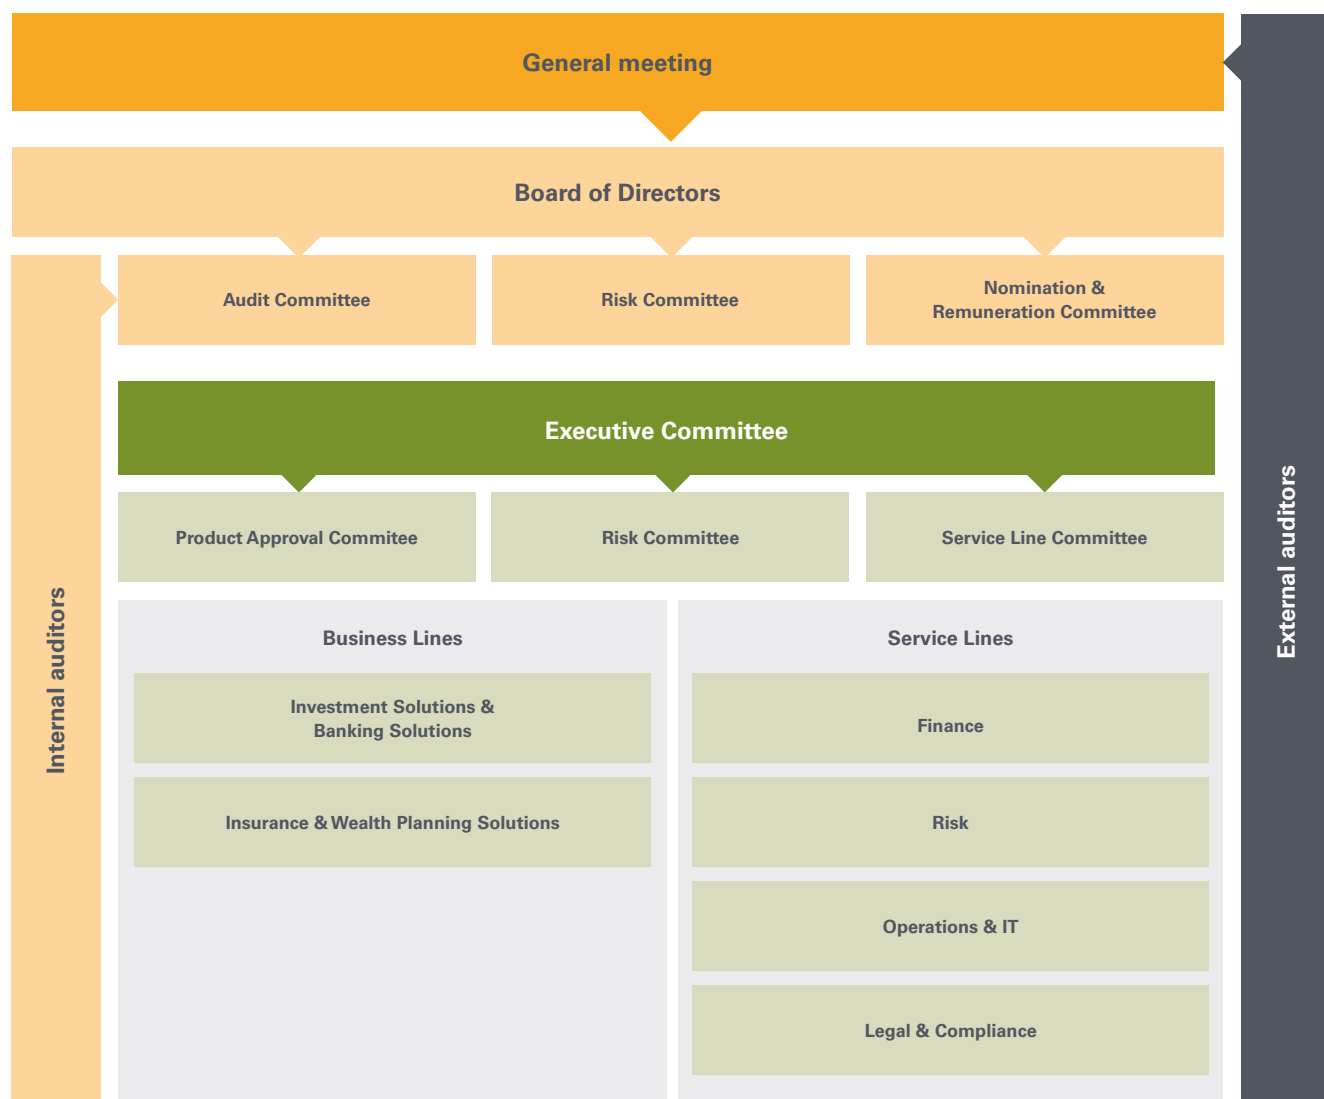 General meeting
Board of Directors
Audit Committee
Risk Committee
Nomination &
Remuneration Committee
Executive Committee
Product Approval Commitee
Risk Committee
Service Line Committee
Business Lines
Investment Solutions &
Banking Solutions
Insurance & Wealth Planning Solutions
Service Lines
Finance
Risk
Operations & IT
Legal & Compliance
Internal auditors
External auditors